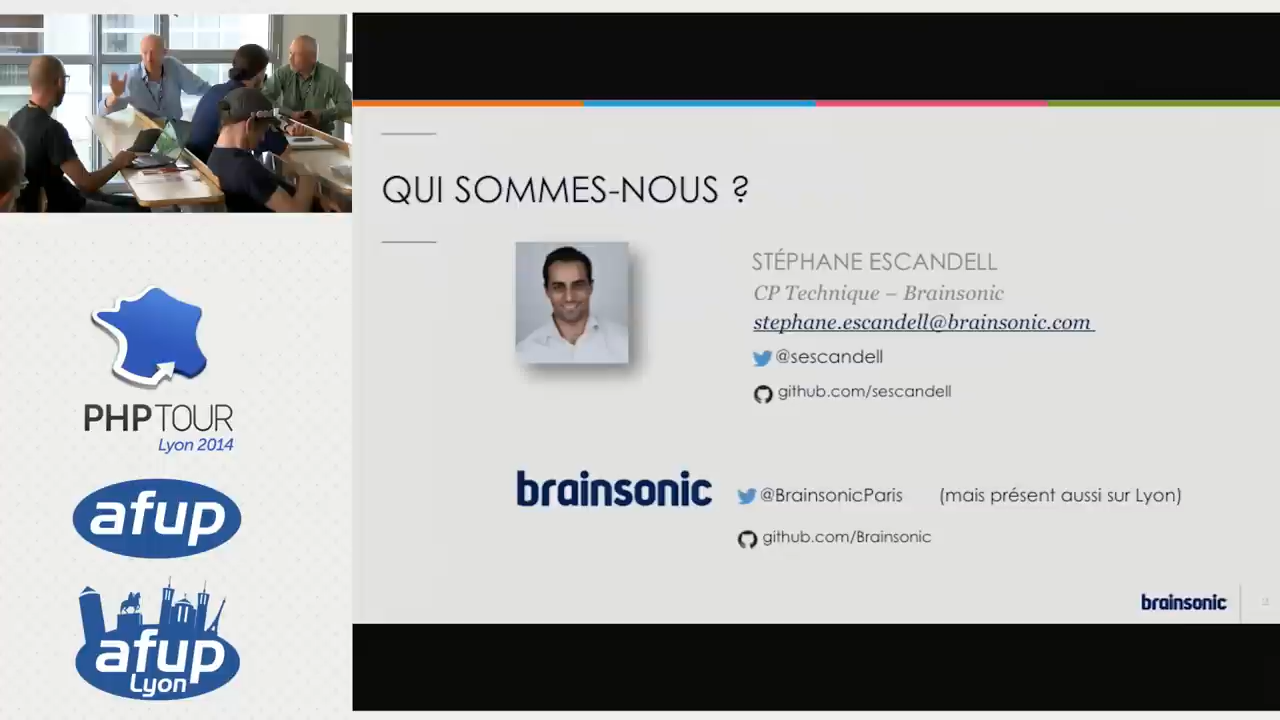 QUI SOMMES-NOUS ?
STÉPHANE ESCANDELL
CP Technique – Brainsonic
stephane.escandell@brainsonic.com
@sescandell
github.com/sescandell
brainsonic
@BrainsonicParis (mais présent aussi sur Lyon)
github.com/Brainsonic
brainsonic
PHPTOUR
Lyon 2014
afup
afup
Lyon